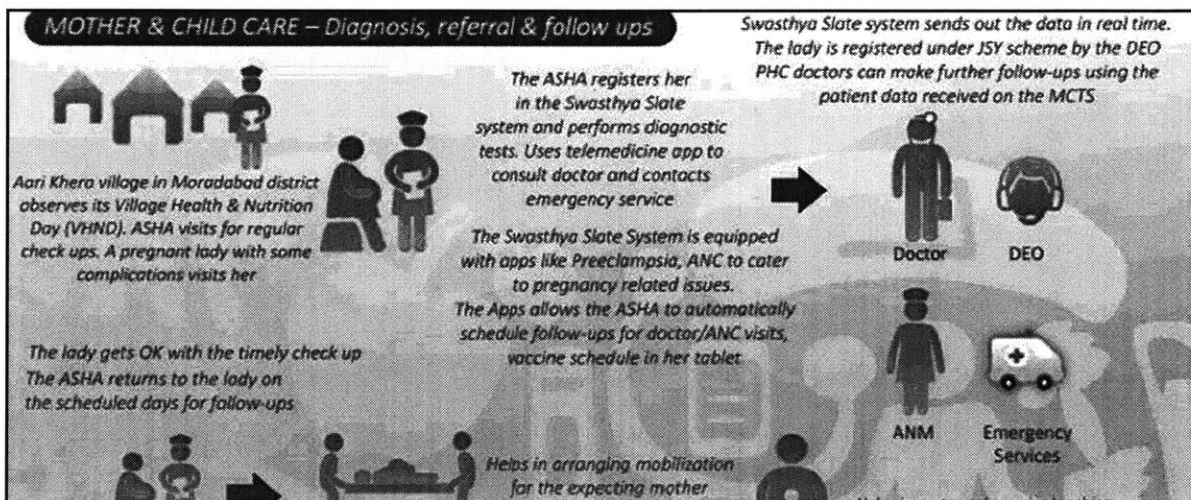 MOTHER & CHILD CARE – Diagnosis, referral & follow ups
Aari Khera village in Moradabad district
observes its Village Health & Nutrition
Day (VHND). ASHA visits for regular
check ups. A pregnant lady with some
complications visits her
The ASHA registers her
in the Swasthya Slate
system and performs diagnostic
tests. Uses telemedicine app to
consult doctor and contacts
emergency service
The Swasthya Slate System is equipped
with apps like Preeclampsia, ANC to cater
to pregnancy related issues.
The Apps allows the ASHA to automatically
schedule follow-ups for doctor/ANC visits,
vaccine schedule in her tablet
Swasthya Slate system sends out the data in real time.
The lady is registered under JSY scheme by the DEO
PHC doctors can make further follow-ups using the
patient data received on the MCTS
Doctor
DEO
ANM
Emergency
Services
The lady gets OK with the timely check up
The ASHA returns to the lady on
the scheduled days for follow-ups
Helps in arranging mobilization
for the expecting mother